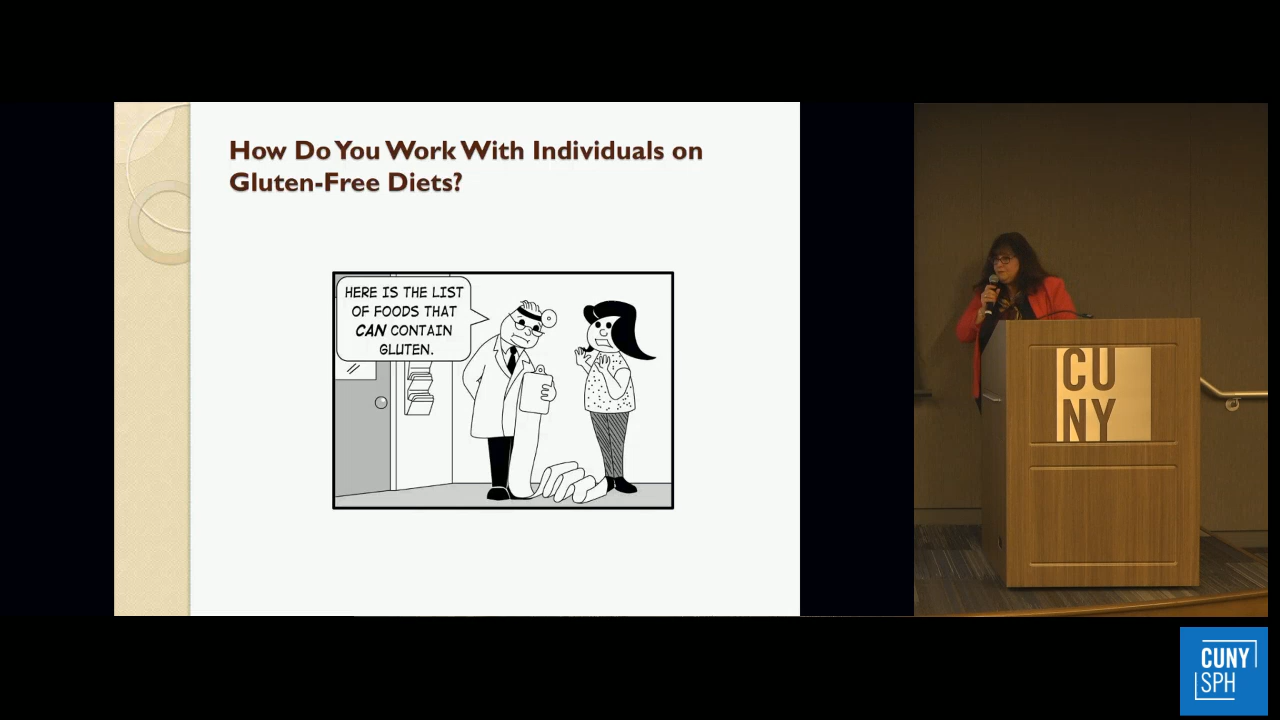 How Do You Work With Individuals on
Gluten-Free Diets?
HERE IS THE LIST
OF FOODS THAT
CAN CONTAIN
GLUTEN.
CU
NY
CUNY
SPH